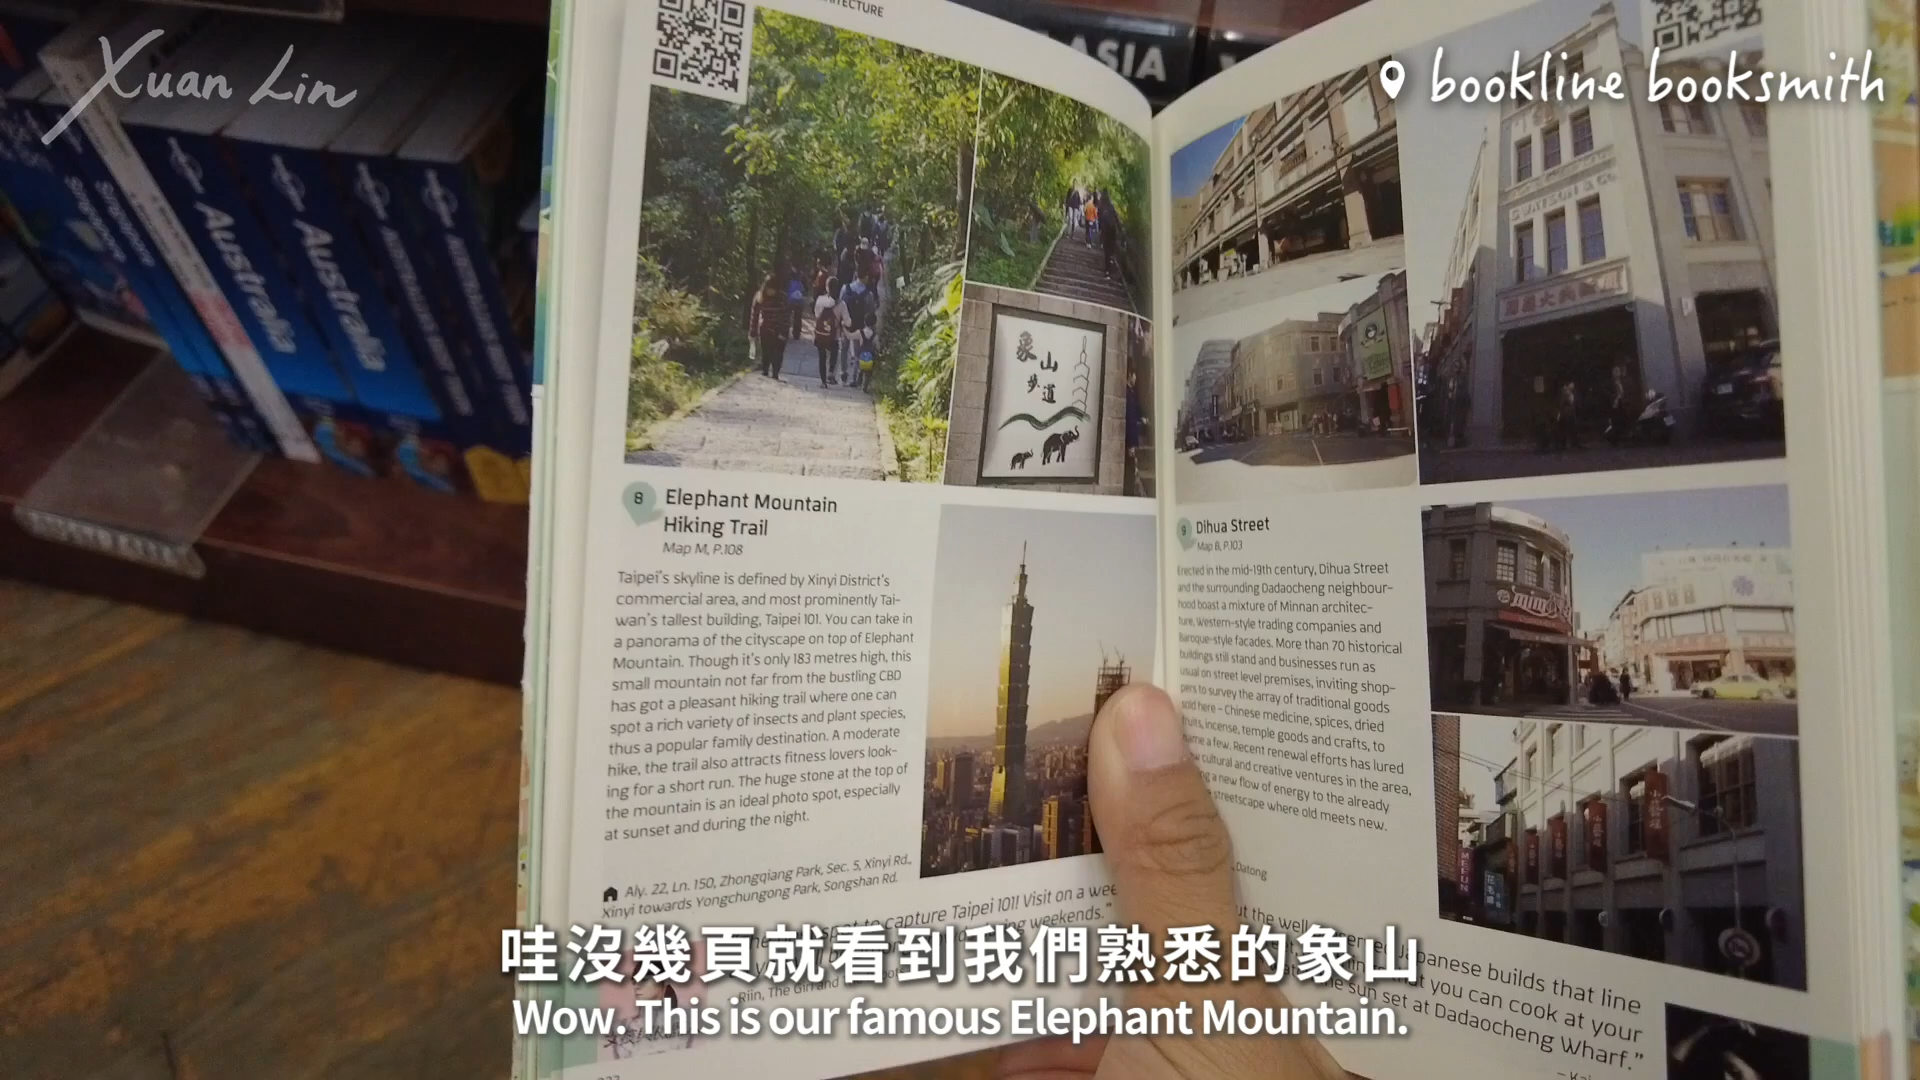 Xuan Lin
bookline booksmith
ASIA
Singapore
Australia
Australia
8
Elephant Mountain
Hiking Trail
Map M, P.108
Taipei's skyline is defined by Xinyi District's
commercial area, and most prominently Tai-
wan's tallest building, Taipei 101. You can take in
a panorama of the cityscape on top of Elephant
Mountain. Though it's only 183 metres high, this
small mountain not far from the bustling CBD
has got a pleasant hiking trail where one can
spot a rich variety of insects and plant species,
thus a popular family destination. A moderate
hike, the trail also attracts fitness lovers look-
ing for a short run. The huge stone at the top of
the mountain is an ideal photo spot, especially
at sunset and during the night.
Aly. 22, Ln. 150, Zhongqiang Park, Sec. 5, Xinyi Rd.,
Xinyi towards Yongchungong Park, Songshan Rd.
to capture Taipei 101! Visit on a
weekends."
Riin, The Girl and
象山
步道
9
Dihua Street
Map B, P.103
Erected in the mid-19th century, Dihua Street
and the surrounding Dadaocheng neighbour-
hood boast a mixture of Minnan architec-
ture, Western-style trading companies and
Baroque-style facades. More than 70 historical
buildings still stand and businesses run as
usual on street level premises, inviting shop-
pers to survey the array of traditional goods
sold here – Chinese medicine, spices, dried
fruits, incense, temple goods and crafts, to
name a few. Recent renewal efforts has lured
cultural and creative ventures in the area,
a new flow of energy to the already
streetscape where old meets new.
Datong
the
Japanese builds that line
you can cook at your
sun set at Dadaocheng Wharf."
哇沒幾頁就看到我們熟悉的象山
Wow. This is our famous Elephant Mountain.